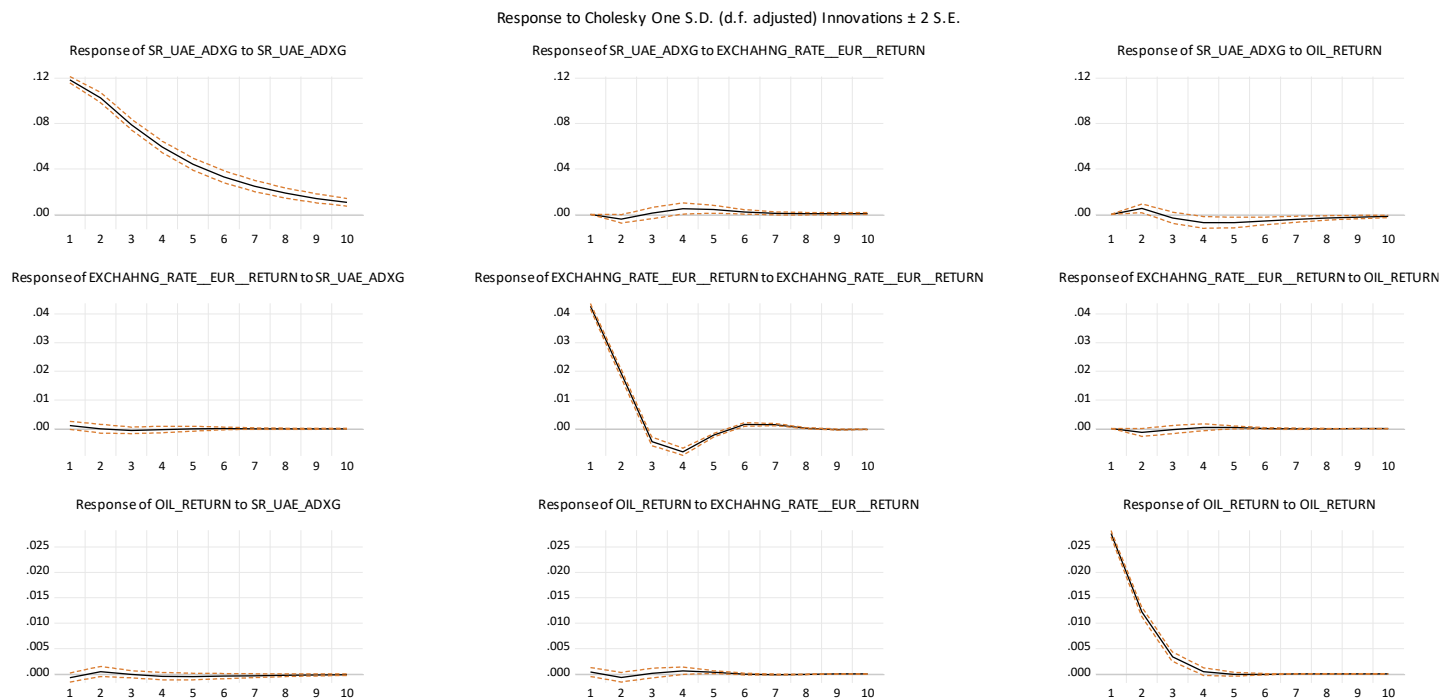 Response to Cholesky One S.D. (d.f. adjusted) Innovations ± 2 S.E.
Response of SR_UAE_ADXG to SR_UAE_ADXG
.12
.08
.04
.00
1 2 3 4 5 6 7 8 9 10
Response of SR_UAE_ADXG to EXCHAHNG_RATE__EUR__RETURN
.12
.08
.04
.00
1 2 3 4 5 6 7 8 9 10
Response of SR_UAE_ADXG to OIL_RETURN
.12
.08
.04
.00
1 2 3 4 5 6 7 8 9 10
Response of EXCHAHNG_RATE__EUR__RETURN to SR_UAE_ADXG
.04
.03
.02
.01
.00
1 2 3 4 5 6 7 8 9 10
Response of EXCHAHNG_RATE__EUR__RETURN to EXCHAHNG_RATE__EUR__RETURN
.04
.03
.02
.01
.00
1 2 3 4 5 6 7 8 9 10
Response of EXCHAHNG_RATE__EUR__RETURN to OIL_RETURN
.04
.03
.02
.01
.00
1 2 3 4 5 6 7 8 9 10
Response of OIL_RETURN to SR_UAE_ADXG
.025
.020
.015
.010
.005
.000
1 2 3 4 5 6 7 8 9 10
Response of OIL_RETURN to EXCHAHNG_RATE__EUR__RETURN
.025
.020
.015
.010
.005
.000
1 2 3 4 5 6 7 8 9 10
Response of OIL_RETURN to OIL_RETURN
.025
.020
.015
.010
.005
.000
1 2 3 4 5 6 7 8 9 10